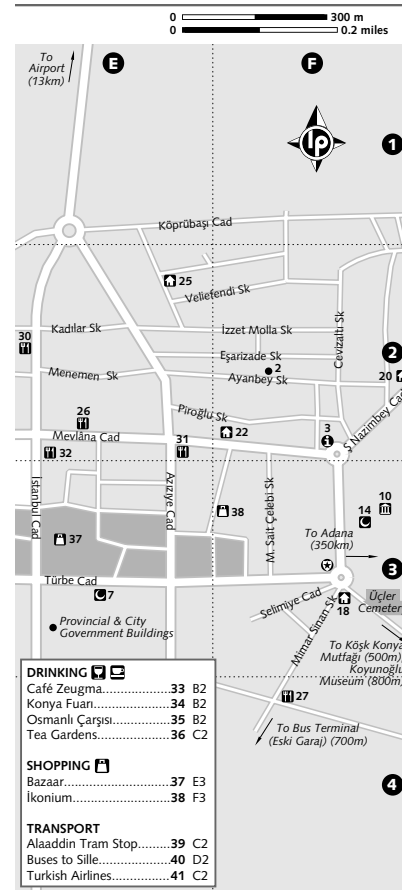 0 300 m
0 0.2 miles
To
Airport
(13km)
E
F
lp
1
Köprübaşı Cad
25
Veliefendi Sk
30
Kadılar Sk
İzzet Molla Sk
Cevizaltı Sk
Eşarizade Sk
2
2
Menemen Sk
Ayanbey Sk
20
Piroğlu Sk
26
3
Ş Nazimbey Cad
Mevlâna Cad
31
22
32
İstanbul Cad
Aziziye Cad
38
M. Sait Çelebi Sk
10
14
37
To Adana
(350km)
3
Türbe Cad
7
Selimiye Cad
18
Üçler
Cemetery
Provincial & City
Government Buildings
Mimar Sinan Sk
To Köşk Konya
Mutfağı (500m),
Koyunoğlu
Museum (800m)
27
To Bus Terminal
(Eski Garaj) (700m)
4
DRINKING
Café Zeugma 33 B2
Konya Fuarı 34 B2
Osmanlı Çarşısı 35 B2
Tea Gardens 36 C2
SHOPPING
Bazaar 37 E3
İkonium 38 F3
TRANSPORT
Alaaddin Tram Stop 39 C2
Buses to Sille 40 D2
Turkish Airlines 41 C2